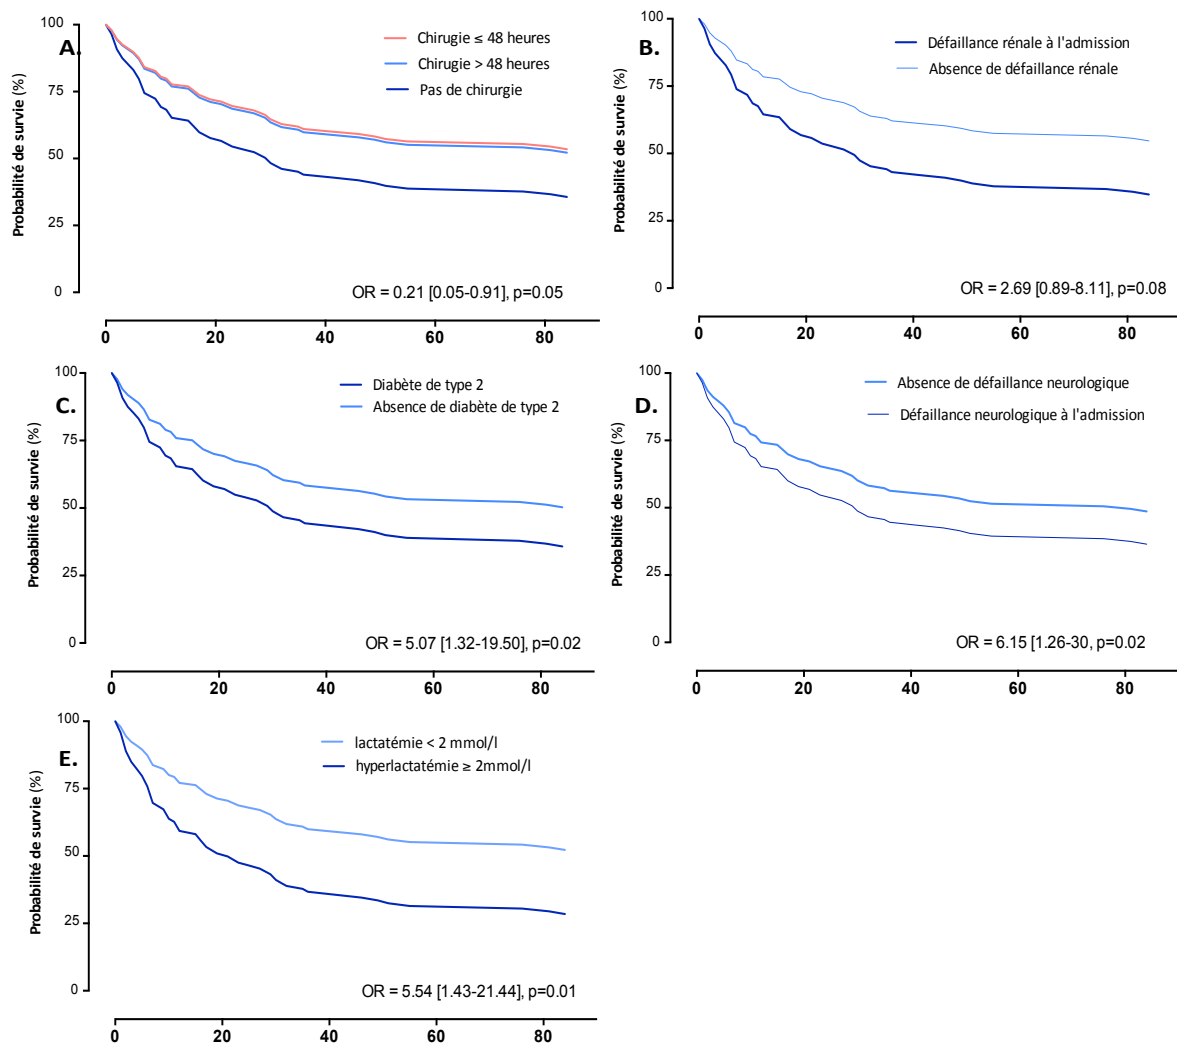 A.
Probabilité de survie (%)
100
75
50
25
0
Chirugie ≤ 48 heures
Chirugie > 48 heures
Pas de chirurgie
OR = 0.21 [0.05-0.91], p=0.05
0 20 40 60 80
B.
Probabilité de survie (%)
100
75
50
25
0
Défaillance rénale à l'admission
Absence de défaillance rénale
OR = 2.69 [0.89-8.11], p=0.08
0 20 40 60 80
C.
Probabilité de survie (%)
100
75
50
25
0
Diabète de type 2
Absence de diabète de type 2
OR = 5.07 [1.32-19.50], p=0.02
0 20 40 60 80
D.
Probabilité de survie (%)
100
75
50
25
0
Absence de défaillance neurologique
Défaillance neurologique à l'admission
OR = 6.15 [1.26-30, p=0.02
0 20 40 60 80
E.
Probabilité de survie (%)
100
75
50
25
0
lactatémie < 2 mmol/l
hyperlactatémie ≥ 2mmol/l
OR = 5.54 [1.43-21.44], p=0.01
0 20 40 60 80